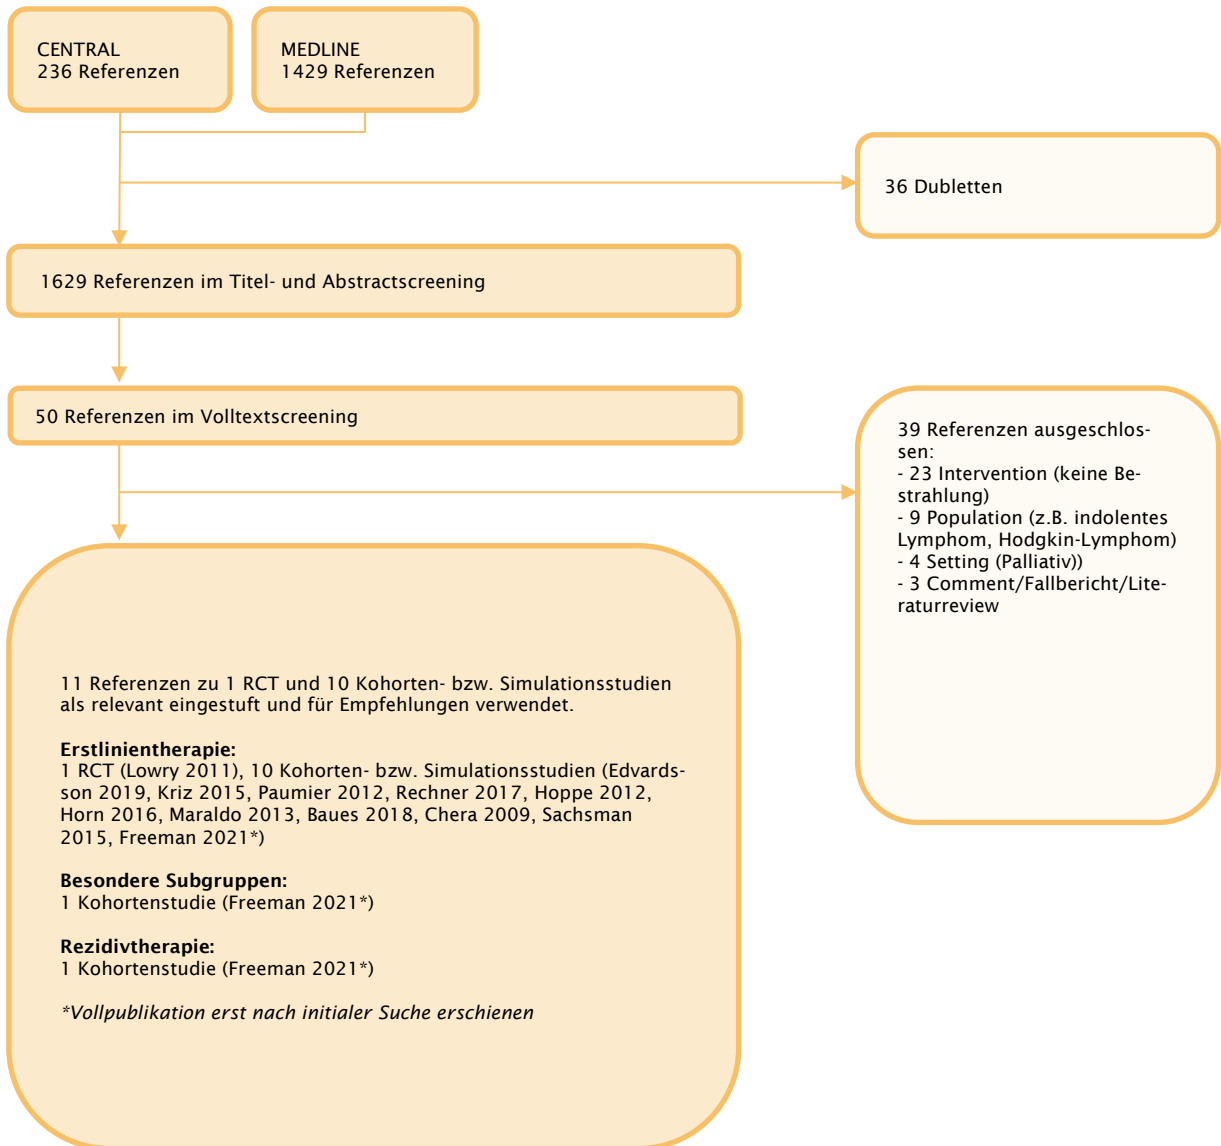 CENTRAL
236 Referenzen
MEDLINE
1429 Referenzen
36 Dubletten
1629 Referenzen im Titel- und Abstractscreening
50 Referenzen im Volltextscreening
39 Referenzen ausgeschlos-
sen:
- 23 Intervention (keine Be-
strahlung)
- 9 Population (z.B. indolentes
Lymphom, Hodgkin-Lymphom)
- 4 Setting (Palliativ))
- 3 Comment/Fallbericht/Lite-
raturreview
11 Referenzen zu 1 RCT und 10 Kohorten- bzw. Simulationsstudien
als relevant eingestuft und für Empfehlungen verwendet.
Erstlinientherapie:
1 RCT (Lowry 2011), 10 Kohorten- bzw. Simulationsstudien (Edvards-
son 2019, Kriz 2015, Paumier 2012, Rechner 2017, Hoppe 2012,
Horn 2016, Maraldo 2013, Baues 2018, Chera 2009, Sachsman
2015, Freeman 2021*)
Besondere Subgruppen:
1 Kohortenstudie (Freeman 2021*)
Rezidivtherapie:
1 Kohortenstudie (Freeman 2021*)
*Vollpublikation erst nach initialer Suche erschienen